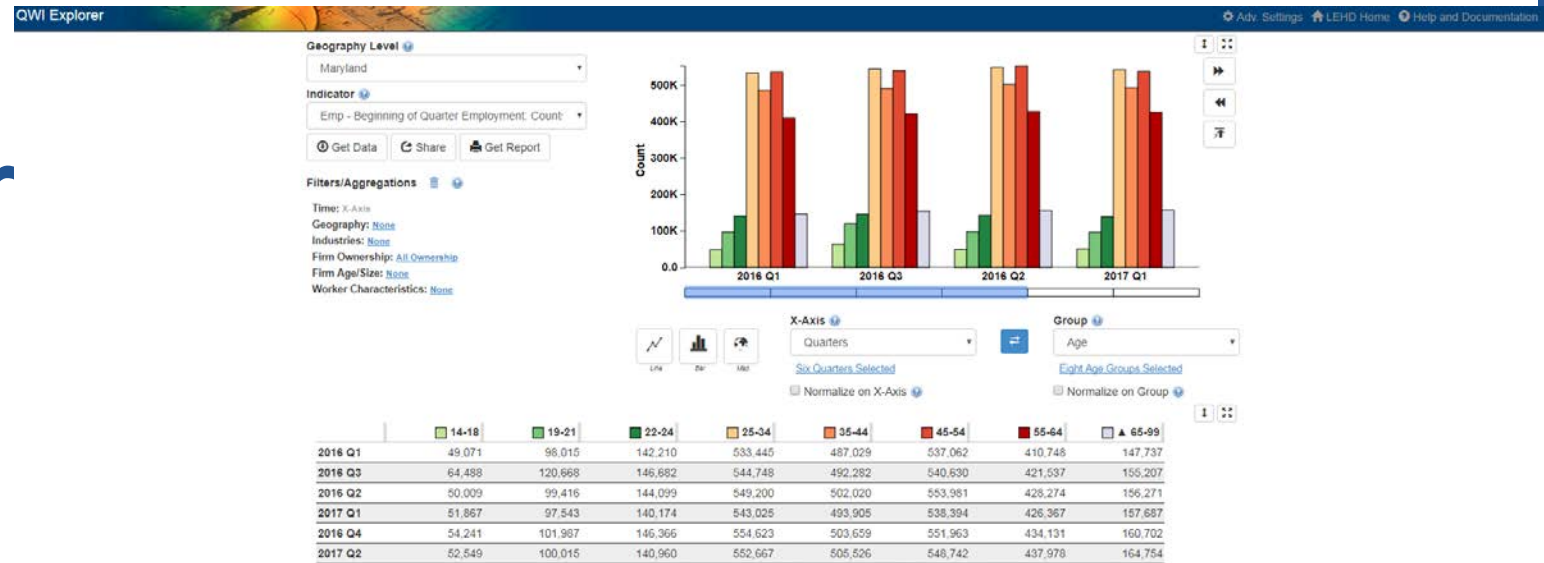 QWI Explorer
Adv. Settings LEHD Home Help and Documentation
Geography Level
Maryland
Indicator
Emp - Beginning of Quarter Employment: Count
Get Data Share Get Report
Filters/Aggregations
Time: X-Axis
Geography: None
Industries: None
Firm Ownership: All Ownership
Firm Age/Size: None
Worker Characteristics: None
Count
500K
400K
300K
200K
100K
0.0
2016 Q1 2016 Q3 2016 Q2 2017 Q1
Line Bar Map
X-Axis
Quarters
Six Quarters Selected
Normalize on X-Axis
Group
Age
Eight Age Groups Selected
Normalize on Group
14-18 19-21 22-24 25-34 35-44 45-54 55-64 ▲ 65-99
2016 Q1 49,071 98,015 142,210 533,445 487,029 537,062 410,748 147,737
2016 Q3 64,488 120,668 146,682 544,748 492,282 540,630 421,537 155,207
2016 Q2 50,009 99,416 144,099 549,200 502,020 553,981 428,274 156,271
2017 Q1 51,867 97,543 140,174 543,025 493,905 538,394 426,367 157,687
2016 Q4 54,241 101,987 146,366 554,623 503,659 551,963 434,131 160,702
2017 Q2 52,549 100,015 140,960 552,667 505,526 548,742 437,978 164,754